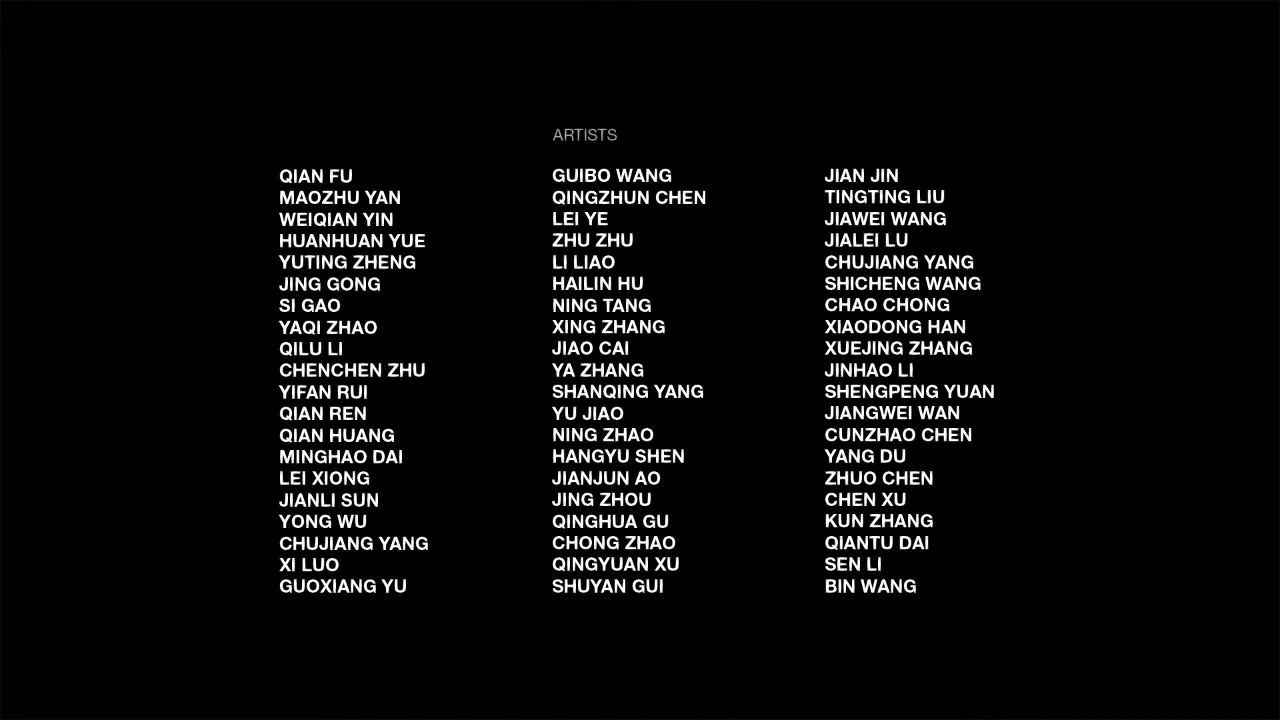 ARTISTS
QIAN FU
MAOZHU YAN
WEIQIAN YIN
HUANHUAN YUE
YUTING ZHENG
JING GONG
SI GAO
YAQI ZHAO
QILU LI
CHENCHEN ZHU
YIFAN RUI
QIAN REN
QIAN HUANG
MINGHAO DAI
LEI XIONG
JIANLI SUN
YONG WU
CHUJIANG YANG
XI LUO
GUOXIANG YU
GUIBO WANG
QINGZHUN CHEN
LEI YE
ZHU ZHU
LI LIAO
HAILIN HU
NING TANG
XING ZHANG
JIAO CAI
YA ZHANG
SHANQING YANG
YU JIAO
NING ZHAO
HANGYU SHEN
JIANJUN AO
JING ZHOU
QINGHUA GU
CHONG ZHAO
QINGYUAN XU
SHUYAN GUI
JIAN JIN
TINGTING LIU
JIAWEI WANG
JIALEI LU
CHUJIANG YANG
SHICHENG WANG
CHAO CHONG
XIAODONG HAN
XUEJING ZHANG
JINHAO LI
SHENGPENG YUAN
JIANGWEI WAN
CUNZHAO CHEN
YANG DU
ZHUO CHEN
CHEN XU
KUN ZHANG
QIANTU DAI
SEN LI
BIN WANG